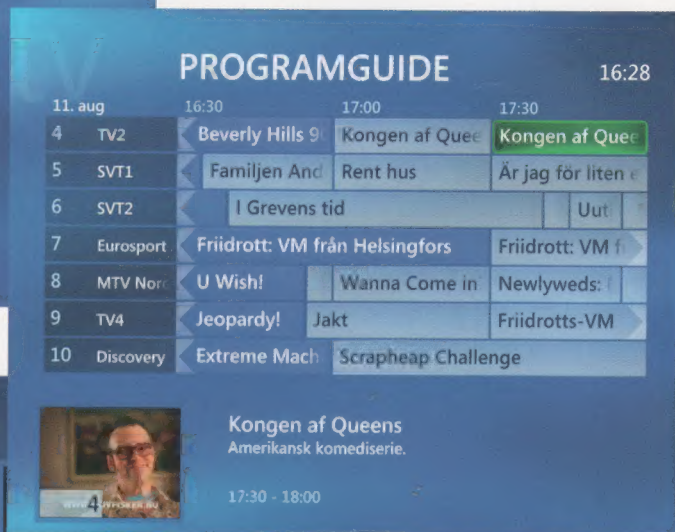 PROGRAMGUIDE 16:28
11. aug 16:30 17:00 17:30
4 TV2 Beverly Hills 9 Kongen af Quee Kongen af Quee
5 SVT1 Familjen And Rent hus Är jag för liten
6 SVT2 I Grevens tid Uut
7 Eurosport Friidrott: VM från Helsingfors Friidrott: VM f
8 MTV Nor U Wish! Wanna Come in Newlyweds:
9 TV4 Jeopardy! Jakt Friidrotts-VM
10 Discovery Extreme Mach Scrapheap Challenge
Kongen af Queens
Amerikansk komediserie.
4
17:30 - 18:00